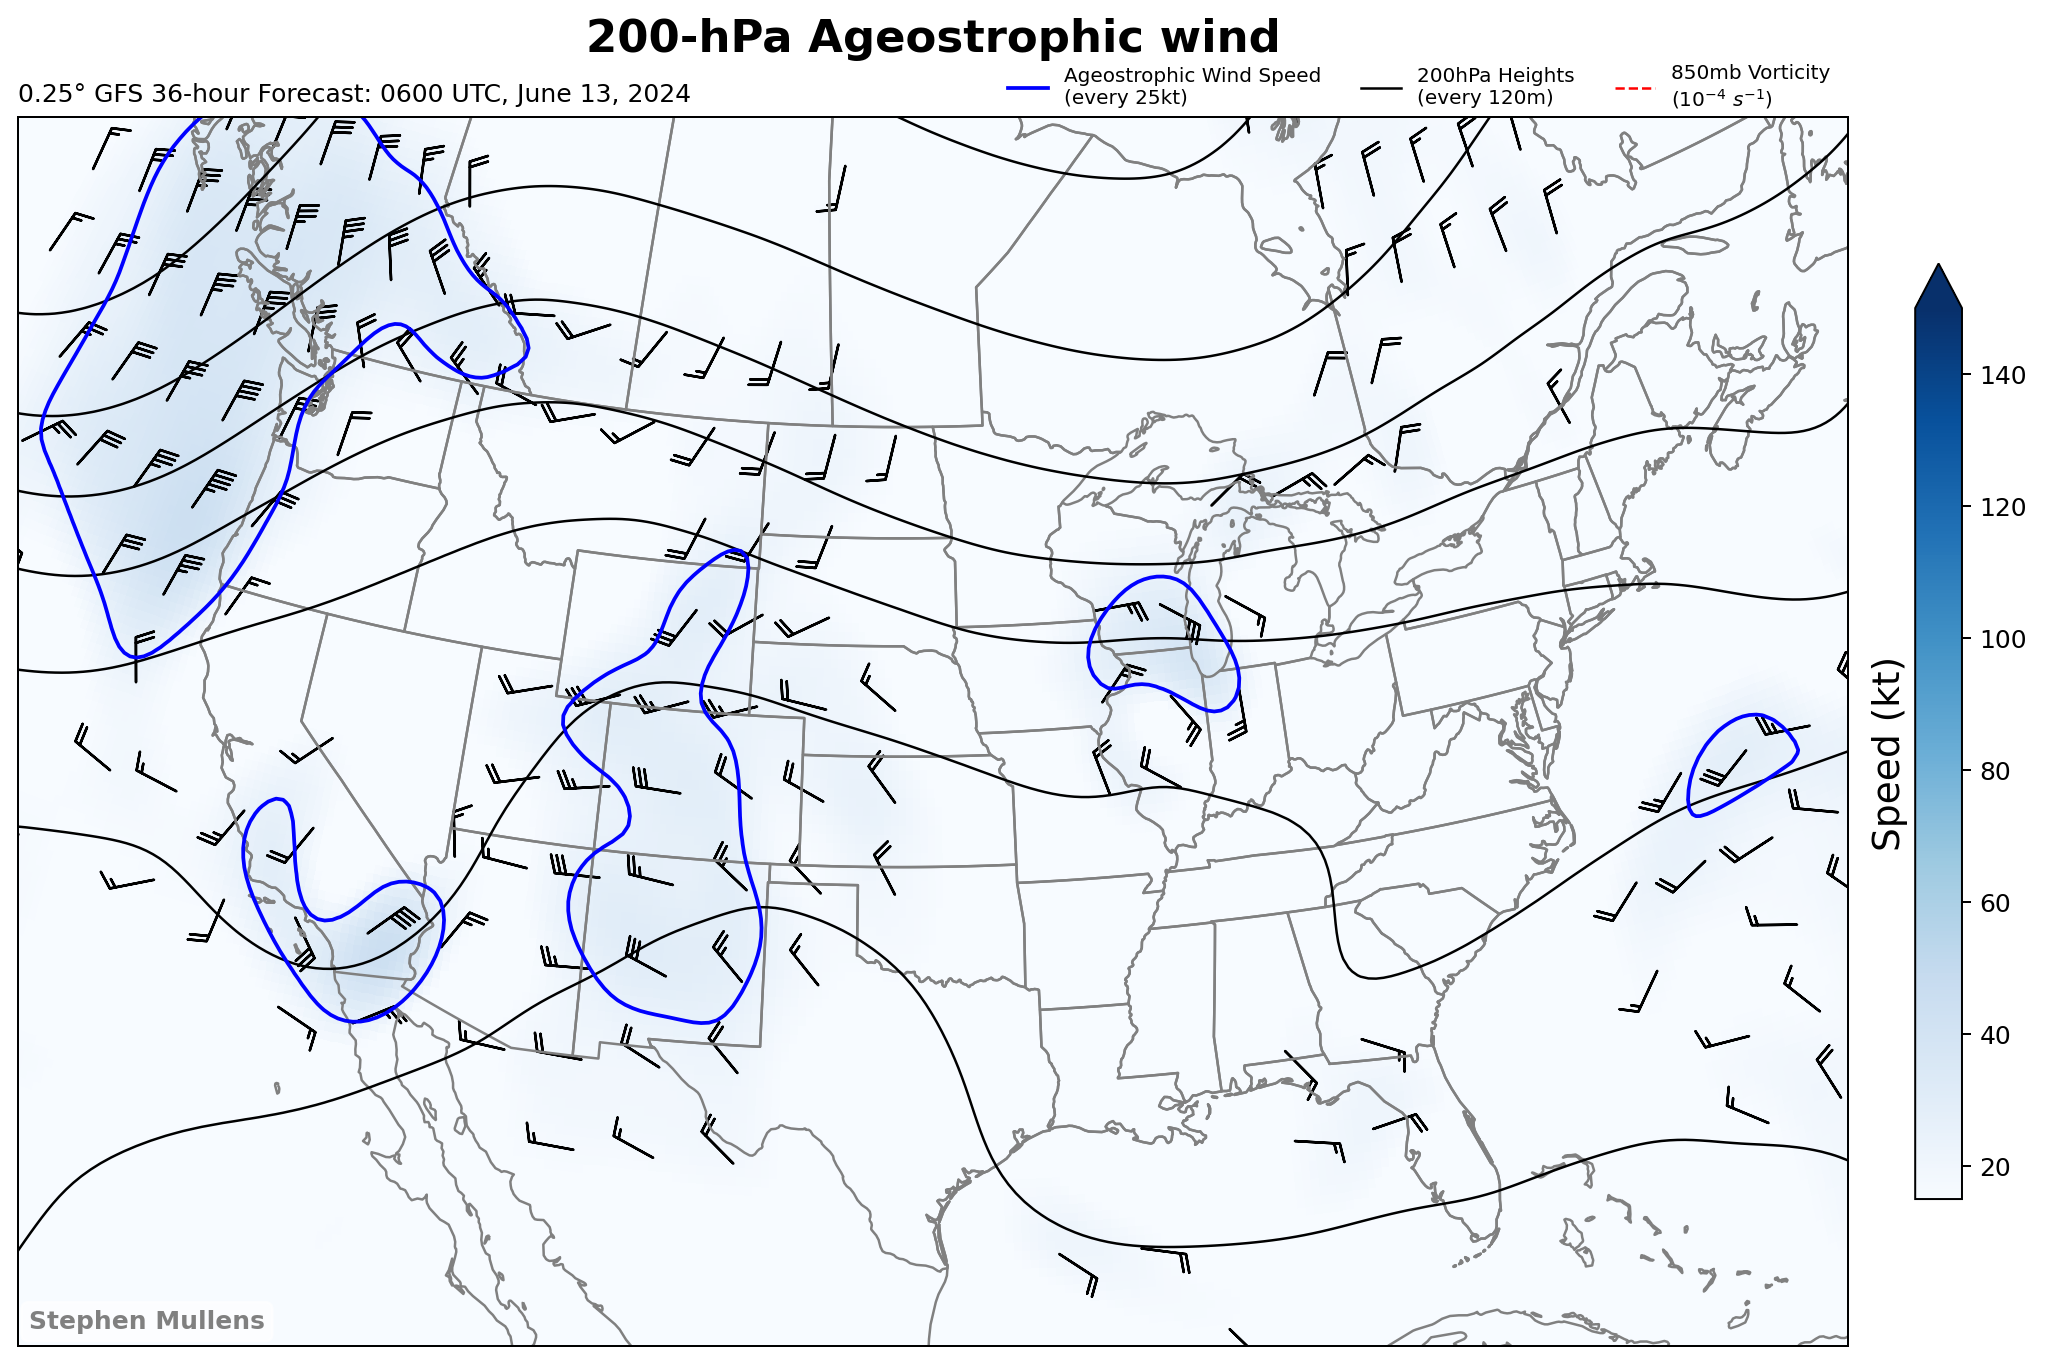 200-hPa Ageostrophic wind
0.25° GFS 36-hour Forecast: 0600 UTC, June 13, 2024
Ageostrophic Wind Speed
(every 25kt)
200hPa Heights
(every 120m)
850mb Vorticity
(10⁻⁴ s⁻¹)
140
120
100
80
60
40
20
Speed (kt)
Stephen Mullens